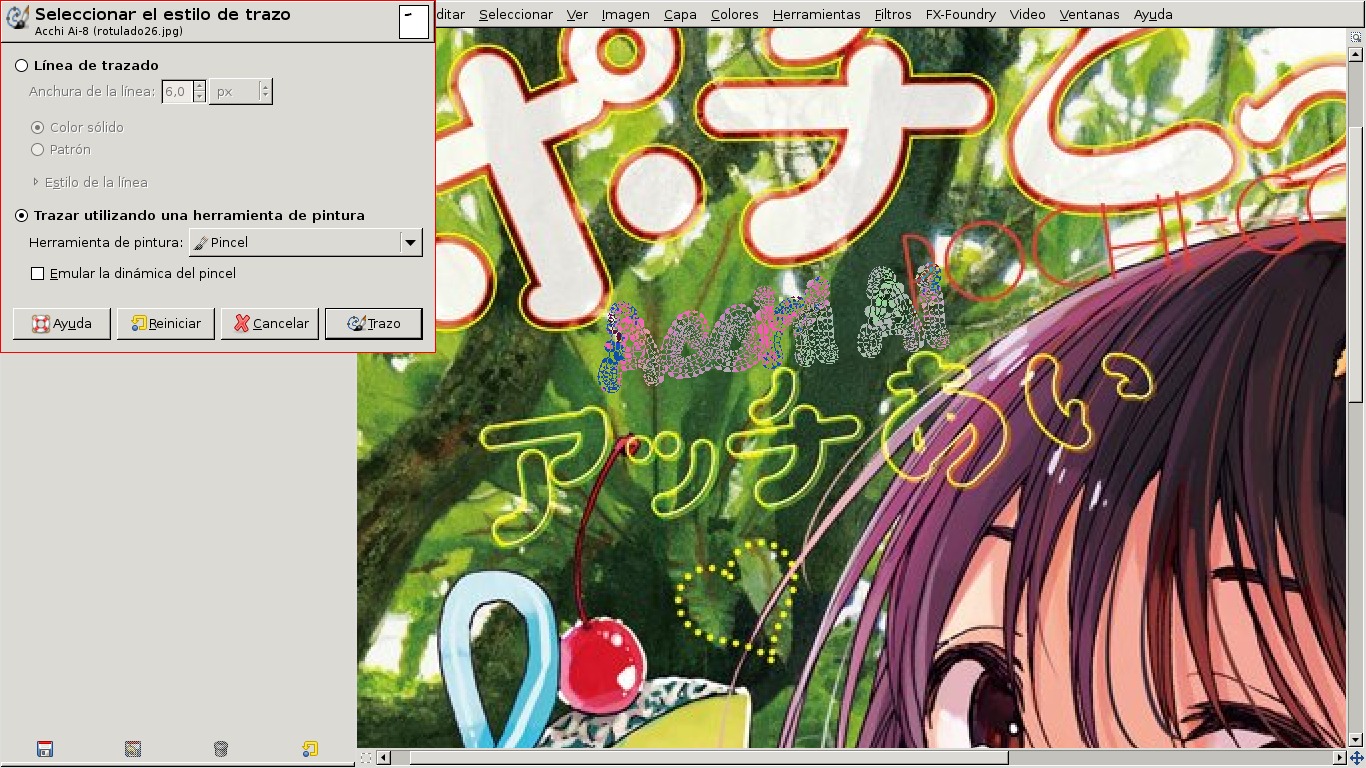 Seleccionar el estilo de trazo
Acchi Ai-8 (rotulado26.jpg)
ditar Seleccionar Ver Imagen Capa Colores Herramientas Filtros FX-Foundry Video Ventanas Ayuda
Línea de trazado
Anchura de la línea: 6,0 px
Color sólido
Patrón
Estilo de la línea
Trazar utilizando una herramienta de pintura
Herramienta de pintura: Pincel
Emular la dinámica del pincel
Ayuda Reiniciar Cancelar Trazo
ポチ
POCHI
Acchi AI
アッチあい